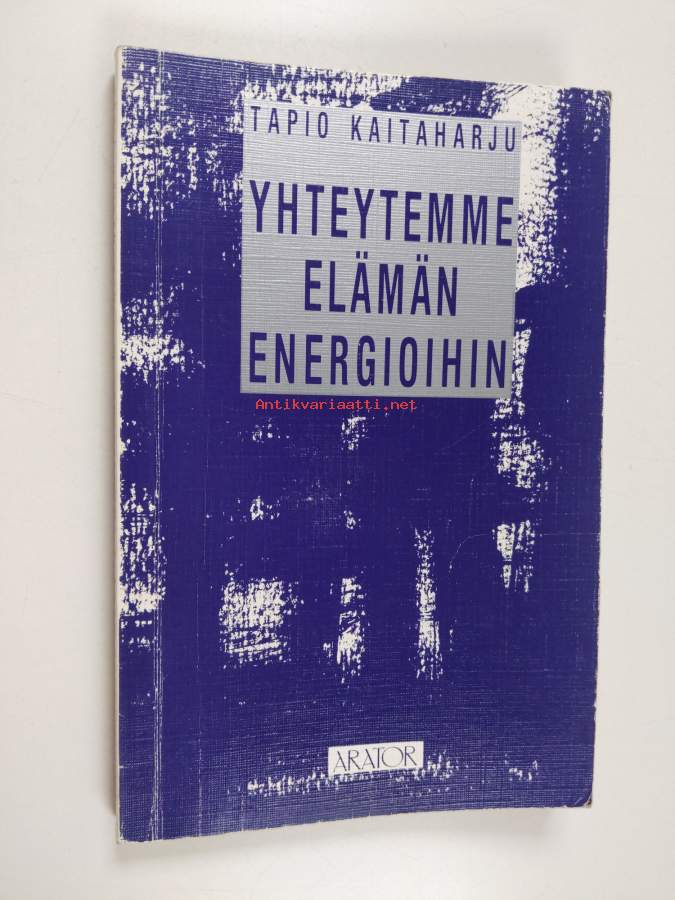 TAPIO KAITAHARJU
YHTEYTEMME
ELÄMÄN
ENERGIOIHIN
Antikvariaatti.net
ARATOR